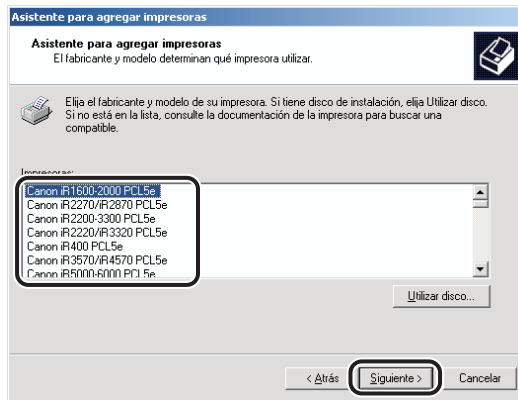 Asistente para agregar impresoras
Asistente para agregar impresoras
El fabricante y modelo determinan qué impresora utilizar.
Elija el fabricante y modelo de su impresora. Si tiene disco de instalación, elija Utilizar disco.
Si no está en la lista, consulte la documentación de la impresora para buscar una
compatible.
Impresoras:
Canon iR1600-2000 PCL5e
Canon iR2270/iR2870 PCL5e
Canon iR2200-3300 PCL5e
Canon iR2220/iR3320 PCL5e
Canon iR400 PCL5e
Canon iR3570/iR4570 PCL5e
Canon iR5000-6000 PCL5e
Utilizar disco...
< Atrás
Siguiente >
Cancelar